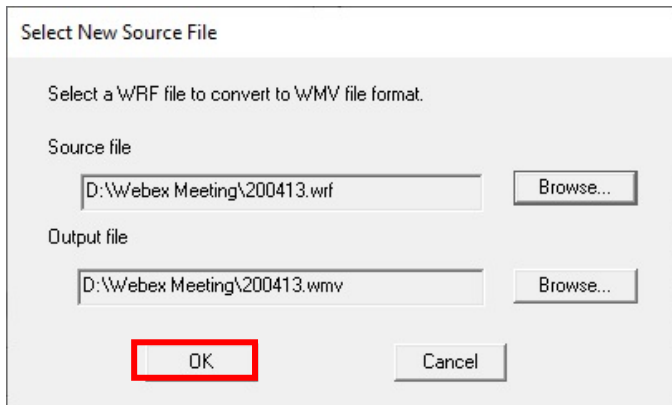 Select New Source File
Select a WRF file to convert to WMV file format.
Source file
D:\Webex Meeting\200413.wrf
Browse...
Output file
D:\Webex Meeting\200413.wmv
Browse...
OK
Cancel